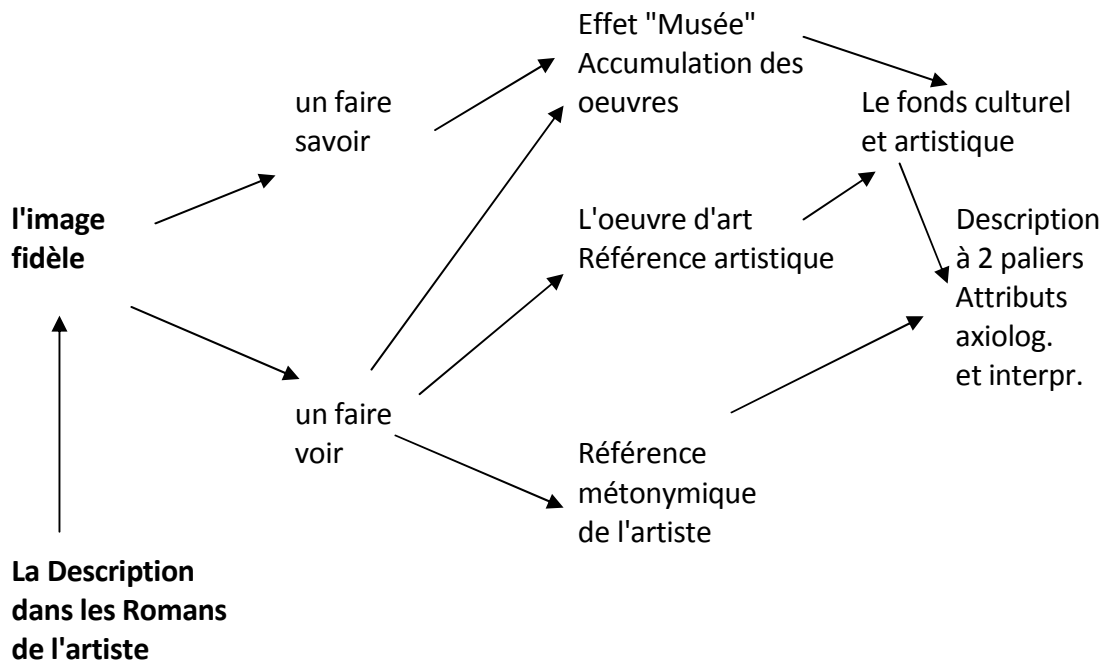 Effet "Musée"
Accumulation des
oeuvres
un faire
savoir
Le fonds culturel
et artistique
l'image
fidèle
L'oeuvre d'art
Référence artistique
Description
à 2 paliers
Attributs
axiolog.
et interpr.
un faire
voir
Référence
métonymique
de l'artiste
La Description
dans les Romans
de l'artiste